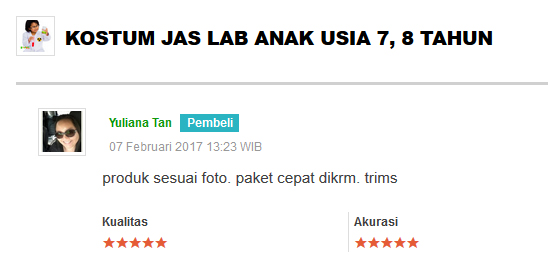 KOSTUM JAS LAB ANAK USIA 7, 8 TAHUN
Yuliana Tan Pembeli
07 Februari 2017 13:23 WIB
produk sesuai foto. paket cepat dikrm. trims
Kualitas Akurasi